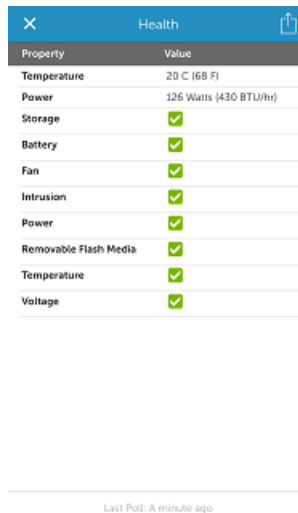 Health
Property Value
Temperature 20 C (68 F)
Power 126 Watts (430 BTU/hr)
Storage
Battery
Fan
Intrusion
Power
Removable Flash Media
Temperature
Voltage
Last Poll: A minute ago